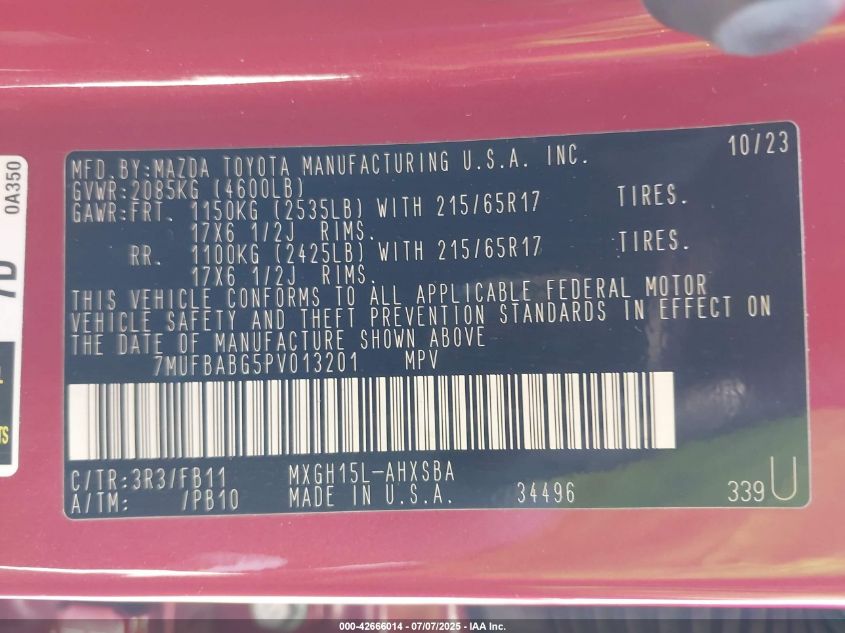 MFD.BY:MAZDA TOYOTA MANUFACTURING U.S.A. INC. 10/23
GVWR:2085KG (4600LB)
GAWR:FRT. 1150KG (2535LB) WITH 215/65R17 TIRES.
17X6 1/2J RIMS.
RR. 1100KG (2425LB) WITH 215/65R17 TIRES.
17X6 1/2J RIMS.
THIS VEHICLE CONFORMS TO ALL APPLICABLE FEDERAL MOTOR
VEHICLE SAFETY AND THEFT PREVENTION STANDARDS IN EFFECT ON
THE DATE OF MANUFACTURE SHOWN ABOVE
7MUFBABG5PV013201 MPV
C/TR:3R3/FB11 MXGH15L-AHXSBA
A/TM: /PB10 MADE IN U.S.A. 34496 339U
0A350
000-42666014 - 07/07/2025 - IAA Inc.